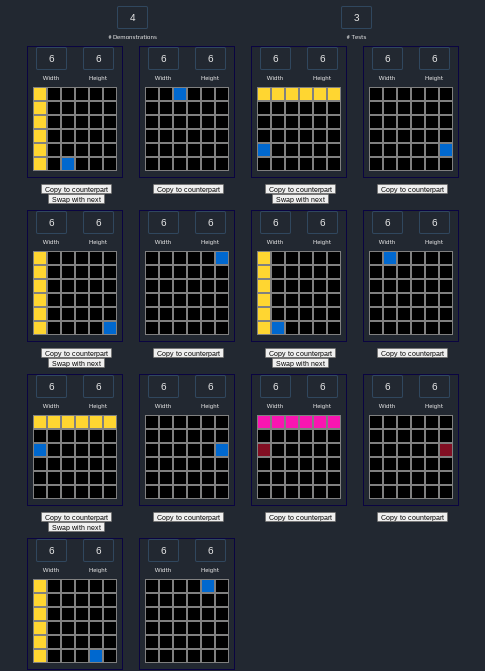 4 3
# Demonstrations # Tests
6 6 6 6 6 6 6 6
Width Height Width Height Width Height Width Height
Copy to counterpart Copy to counterpart Copy to counterpart Copy to counterpart
Swap with next Swap with next
6 6 6 6 6 6 6 6
Width Height Width Height Width Height Width Height
Copy to counterpart Copy to counterpart Copy to counterpart Copy to counterpart
Swap with next Swap with next
6 6 6 6 6 6 6 6
Width Height Width Height Width Height Width Height
Copy to counterpart Copy to counterpart Copy to counterpart Copy to counterpart
Swap with next
6 6 6 6
Width Height Width Height